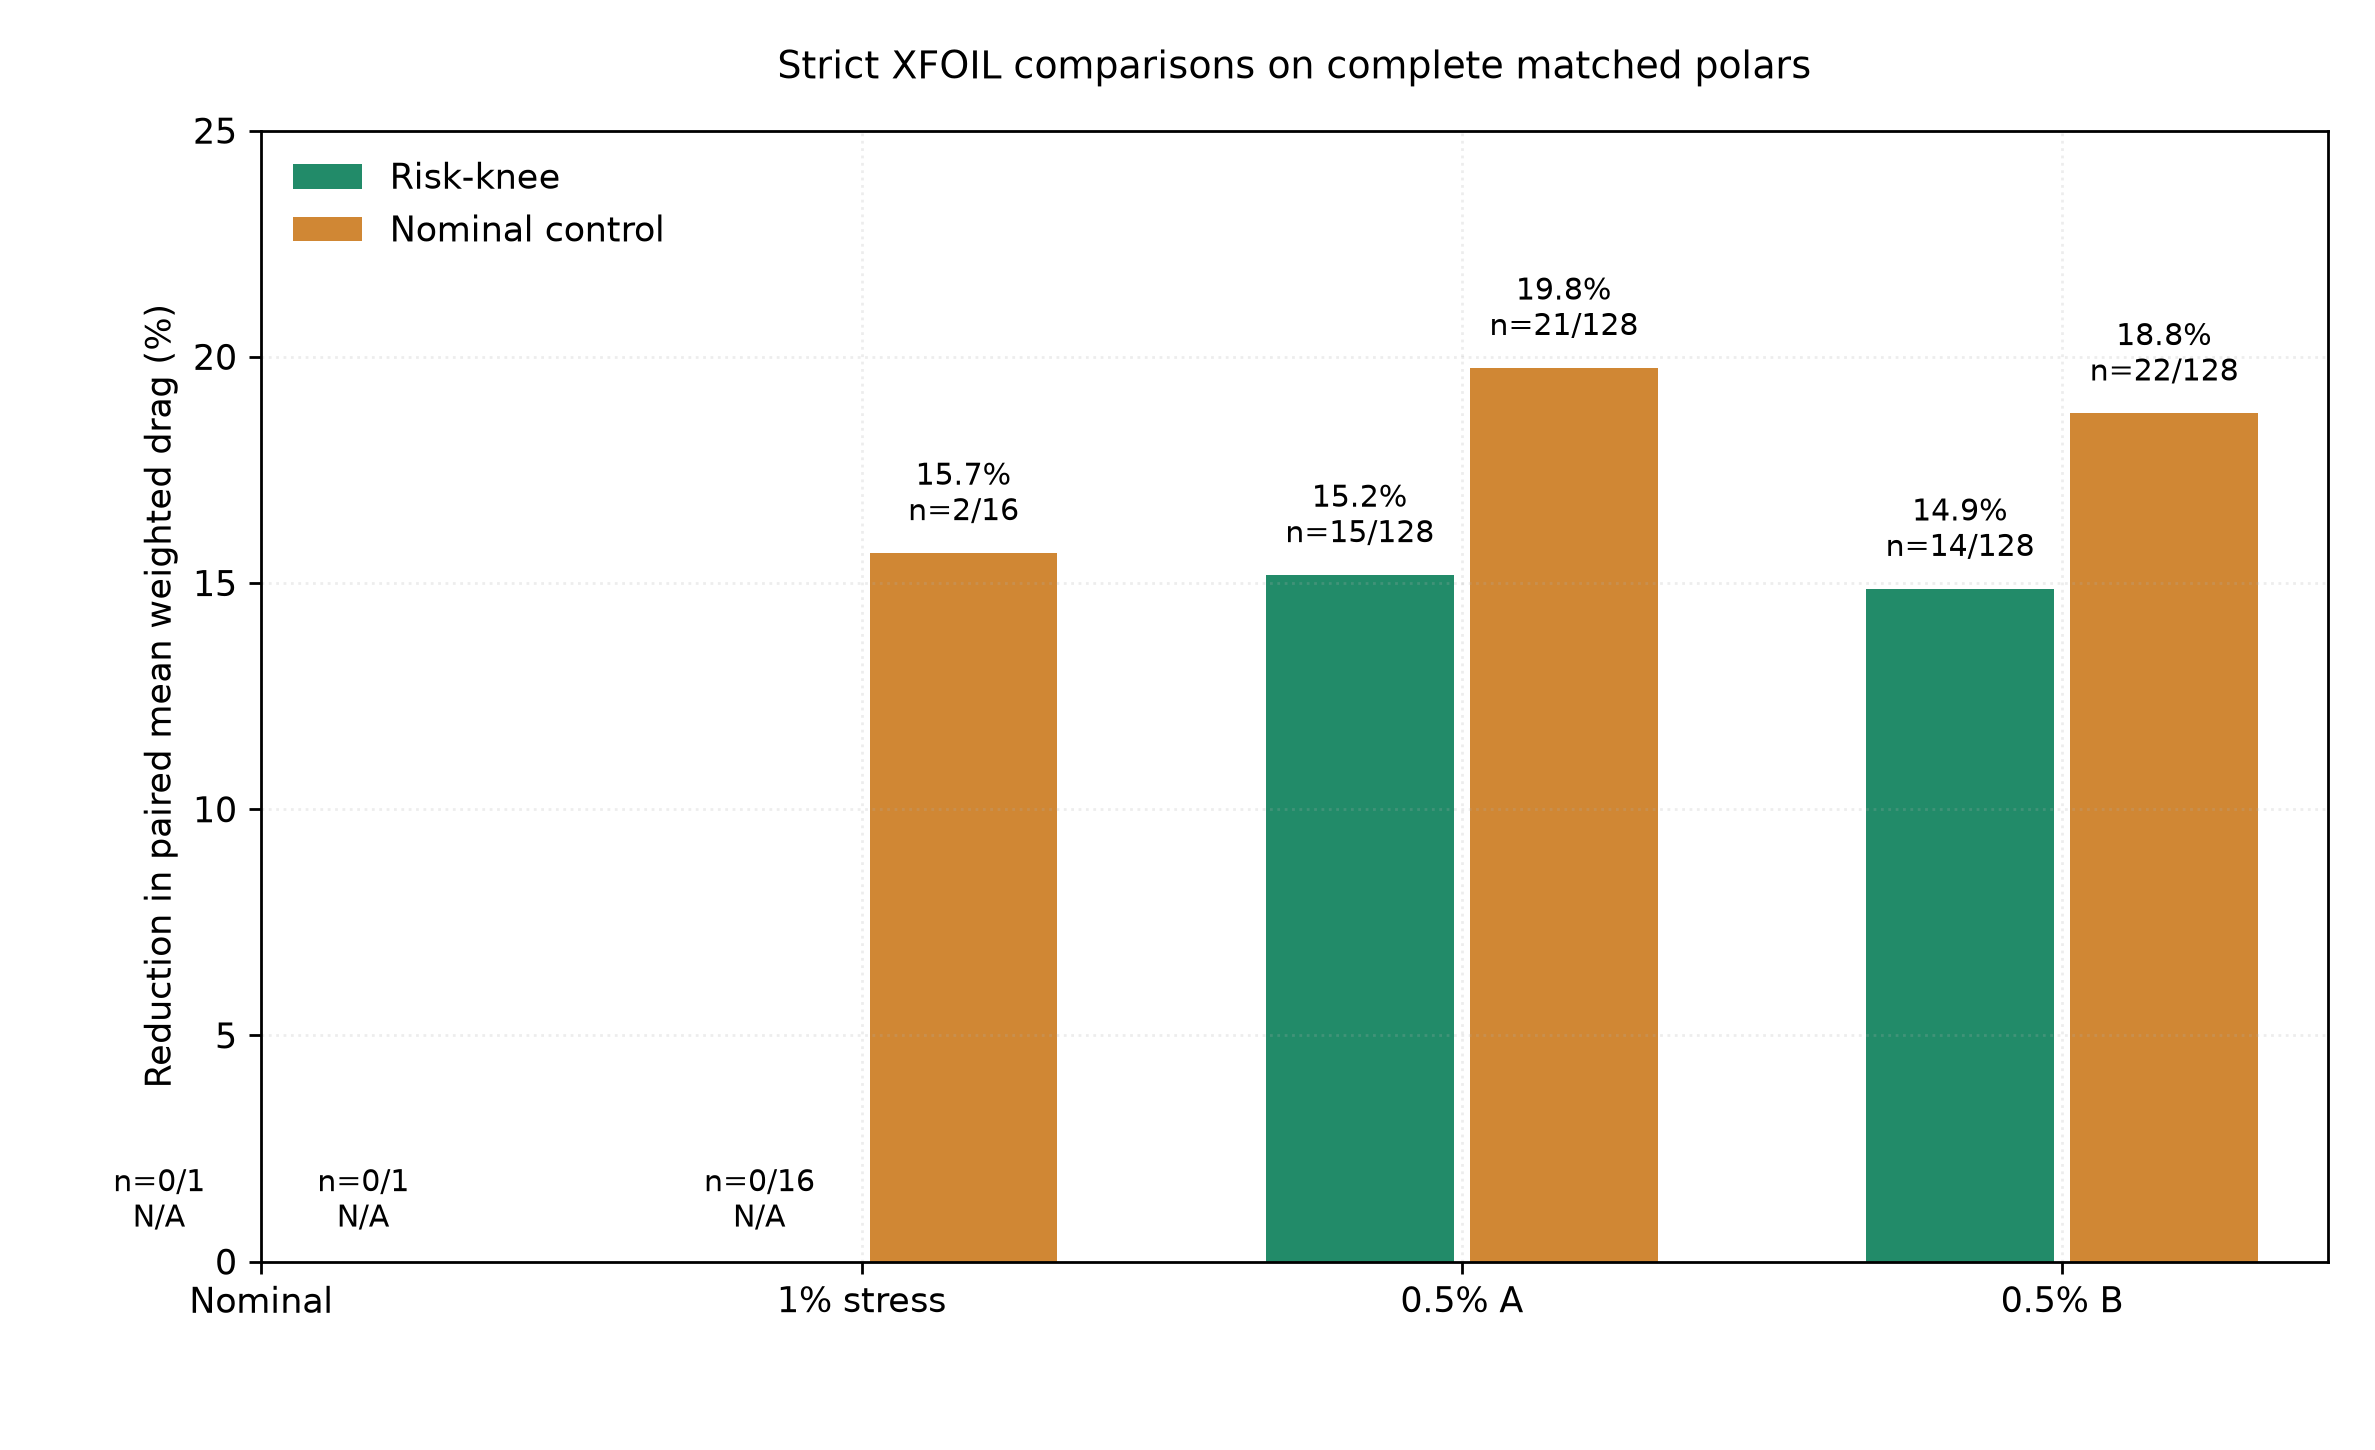 Strict XFOIL comparisons on complete matched polars
Reduction in paired mean weighted drag (%)
25
20
15
10
5
0
Risk-knee
Nominal control
n=0/1
N/A
n=0/1
N/A
n=0/16
N/A
15.7%
n=2/16
15.2%
n=15/128
19.8%
n=21/128
14.9%
n=14/128
18.8%
n=22/128
Nominal
1% stress
0.5% A
0.5% B